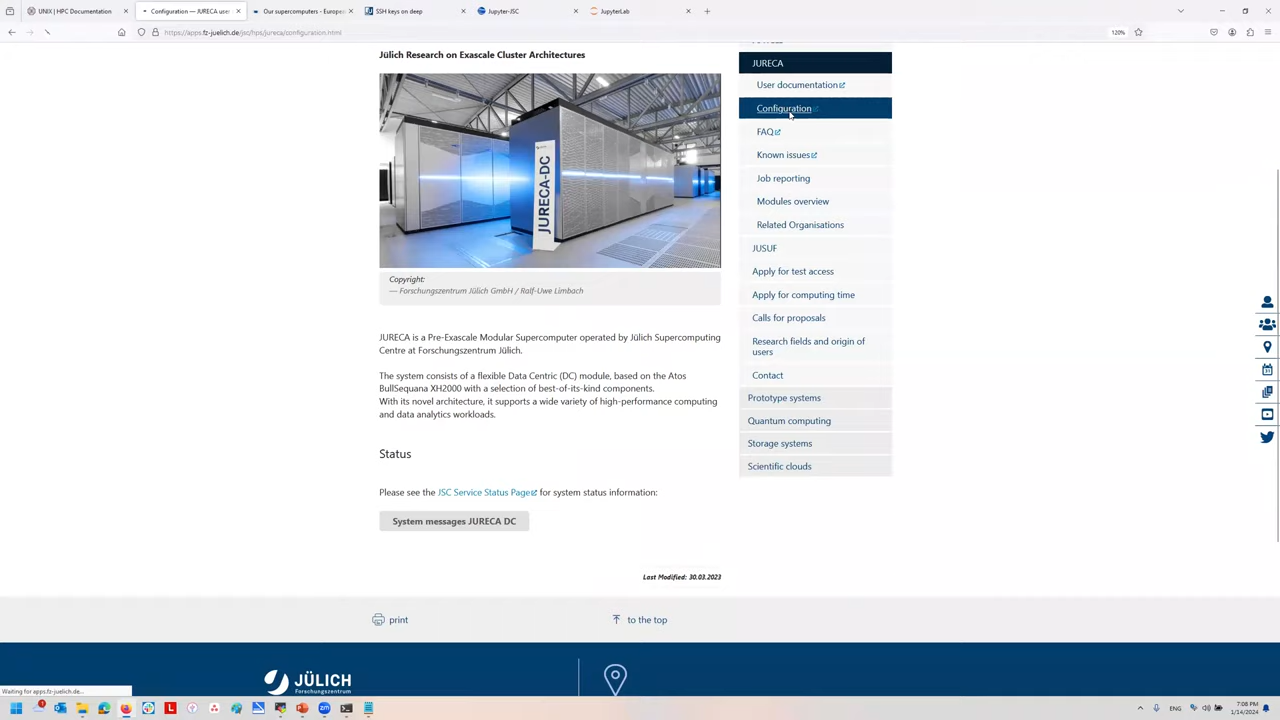 UNIX | HPC Documentation
Configuration — JURECA use
Our supercomputers - Europe
SSH keys on deep
Jupyter-JSC
JupyterLab
https://apps.fz-juelich.de/jsc/hps/jureca/configuration.html
120%
Jülich Research on Exascale Cluster Architectures
JURECA-DC
Copyright:
— Forschungszentrum Jülich GmbH / Ralf-Uwe Limbach
JURECA is a Pre-Exascale Modular Supercomputer operated by Jülich Supercomputing
Centre at Forschungszentrum Jülich.
The system consists of a flexible Data Centric (DC) module, based on the Atos
BullSequana XH2000 with a selection of best-of-its-kind components.
With its novel architecture, it supports a wide variety of high-performance computing
and data analytics workloads.
Status
Please see the JSC Service Status Page for system status information:
System messages JURECA DC
Last Modified: 30.03.2023
JURECA
User documentation
Configuration
FAQ
Known issues
Job reporting
Modules overview
Related Organisations
JUSUF
Apply for test access
Apply for computing time
Calls for proposals
Research fields and origin of
users
Contact
Prototype systems
Quantum computing
Storage systems
Scientific clouds
print
to the top
JÜLICH
Forschungszentrum
Waiting for apps.fz-juelich.de...
ENG
7:06 PM
1/14/2024